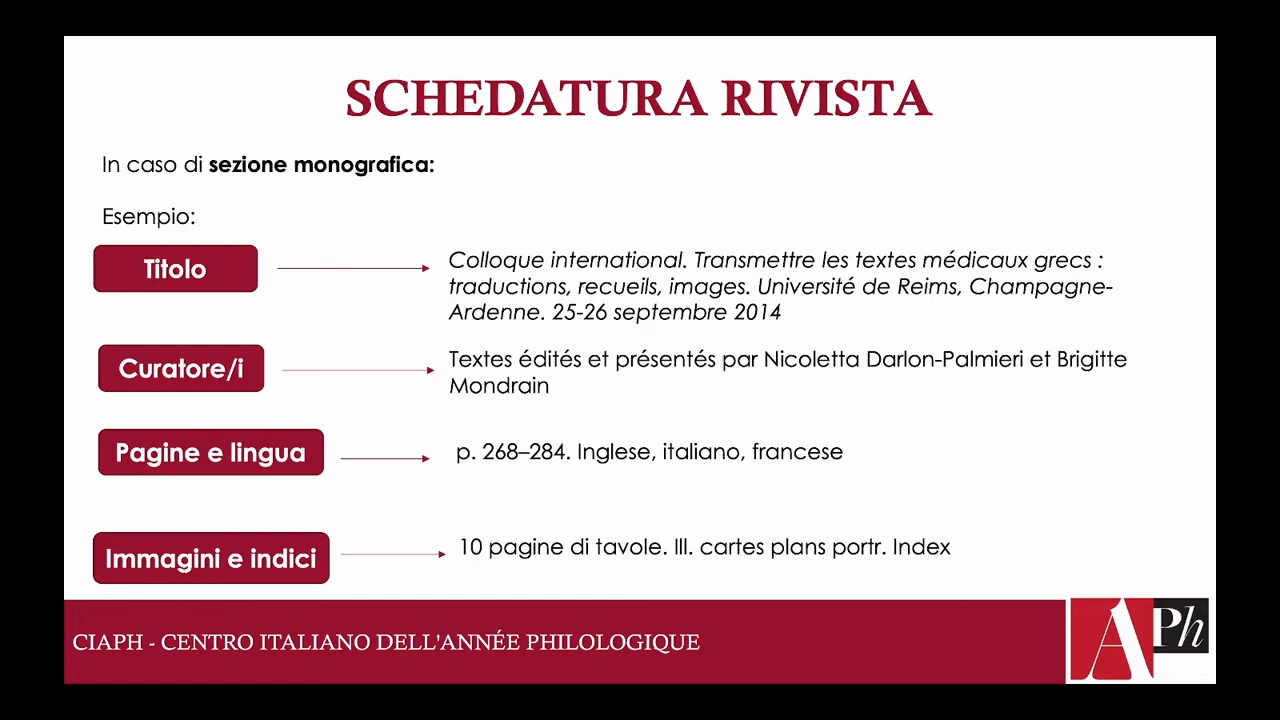 SCHEDATURA RIVISTA
In caso di sezione monografica:
Esempio:
Titolo
Colloque international. Transmettre les textes médicaux grecs :
traductions, recueils, images. Université de Reims, Champagne-
Ardenne. 25-26 septembre 2014
Curatore/i
Textes édités et présentés par Nicoletta Darlon-Palmieri et Brigitte
Mondrain
Pagine e lingua
p. 268–284. Inglese, italiano, francese
Immagini e indici
10 pagine di tavole. Ill. cartes plans portr. Index
CIAPH - CENTRO ITALIANO DELL'ANNÉE PHILOLOGIQUE
APh